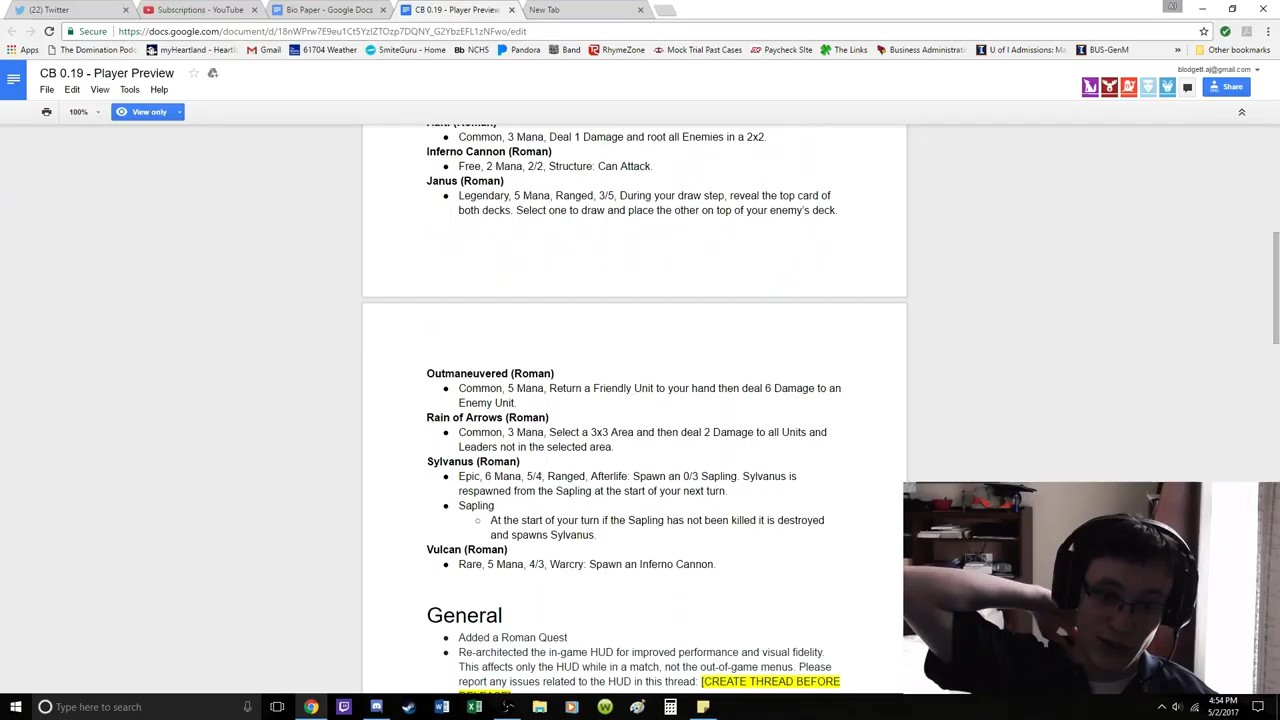 (22) Twitter
Subscriptions - YouTube
Bio Paper - Google Docs
CB 0.19 - Player Preview
New Tab
AJ
Secure
https://docs.google.com/document/d/18nWPrw7E9eu1Ct5YzIZTOzp7DQNY_G2YbzEFL1zNFwo/edit
Apps
The Domination Podc
myHeartland - Heartl
Gmail
61704 Weather
SmiteGuru - Home
NCHS
Pandora
Band
RhymeZone
Mock Trial Past Cases
Paycheck Site
The Links
Business Administrati
U of I Admissions: M
BUS-GenM
Other bookmarks
CB 0.19 - Player Preview
blodgett.aj@gmail.com
File Edit View Tools Help
Share
100%
View only
Common, 3 Mana, Deal 1 Damage and root all Enemies in a 2x2.
Inferno Cannon (Roman)
Free, 2 Mana, 2/2, Structure: Can Attack.
Janus (Roman)
Legendary, 5 Mana, Ranged, 3/5, During your draw step, reveal the top card of
both decks. Select one to draw and place the other on top of your enemy's deck.
Outmaneuvered (Roman)
Common, 5 Mana, Return a Friendly Unit to your hand then deal 6 Damage to an
Enemy Unit.
Rain of Arrows (Roman)
Common, 3 Mana, Select a 3x3 Area and then deal 2 Damage to all Units and
Leaders not in the selected area.
Sylvanus (Roman)
Epic, 6 Mana, 5/4, Ranged, Afterlife: Spawn an 0/3 Sapling. Sylvanus is
respawned from the Sapling at the start of your next turn.
Sapling
At the start of your turn if the Sapling has not been killed it is destroyed
and spawns Sylvanus.
Vulcan (Roman)
Rare, 5 Mana, 4/3, Warcry: Spawn an Inferno Cannon.
General
Added a Roman Quest
Re-architected the in-game HUD for improved performance and visual fidelity.
This affects only the HUD while in a match, not the out-of-game menus. Please
report any issues related to the HUD in this thread: [CREATE THREAD BEFORE
Type here to search
4:54 PM
5/2/2017